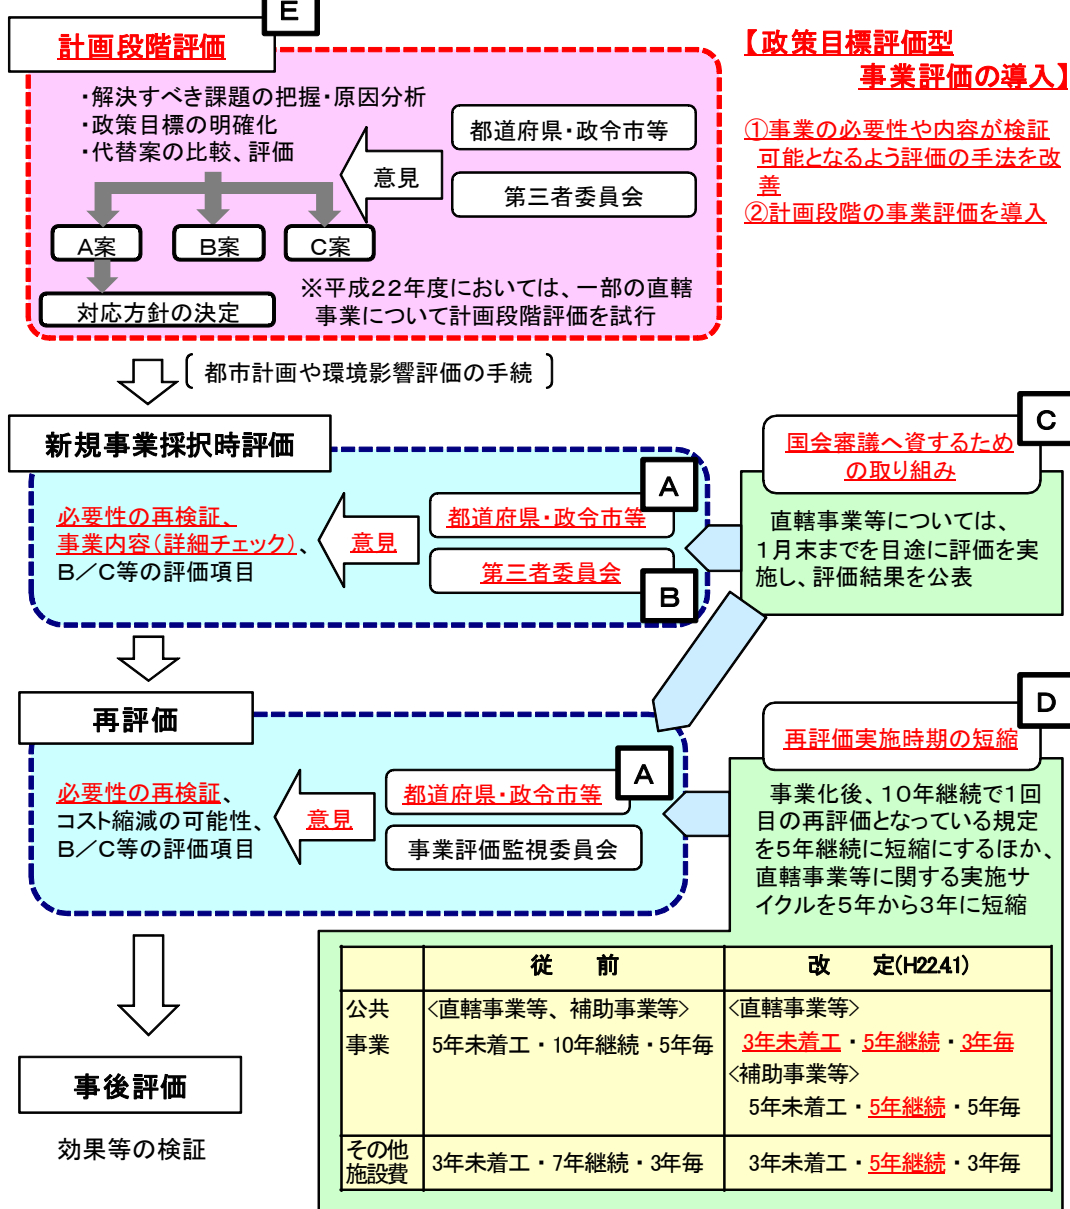 E
計画段階評価
【政策目標評価型
事業評価の導入】
・解決すべき課題の把握・原因分析
・政策目標の明確化
・代替案の比較、評価
都道府県・政令市等
第三者委員会
意見
A案
B案
C案
対応方針の決定
※平成22年度においては、一部の直轄
事業について計画段階評価を試行
①事業の必要性や内容が検証
可能となるよう評価の手法を改
善
②計画段階の事業評価を導入
都市計画や環境影響評価の手続
新規事業採択時評価
必要性の再検証、
事業内容(詳細チェック)、
B/C等の評価項目
意見
A
都道府県・政令市等
第三者委員会
B
C
国会審議へ資するため
の取り組み
直轄事業等については、
1月末までを目途に評価を実
施し、評価結果を公表
再評価
必要性の再検証、
コスト縮減の可能性、
B/C等の評価項目
意見
A
都道府県・政令市等
事業評価監視委員会
D
再評価実施時期の短縮
事業化後、10年継続で1回
目の再評価となっている規定
を5年継続に短縮にするほか、
直轄事業等に関する実施サ
イクルを5年から3年に短縮
従 前
改 定(H22.4.1)
公共
事業
<直轄事業等、補助事業等>
5年未着工・10年継続・5年毎
<直轄事業等>
3年未着工・5年継続・3年毎
<補助事業等>
5年未着工・5年継続・5年毎
その他
施設費
3年未着工・7年継続・3年毎
3年未着工・5年継続・3年毎
事後評価
効果等の検証